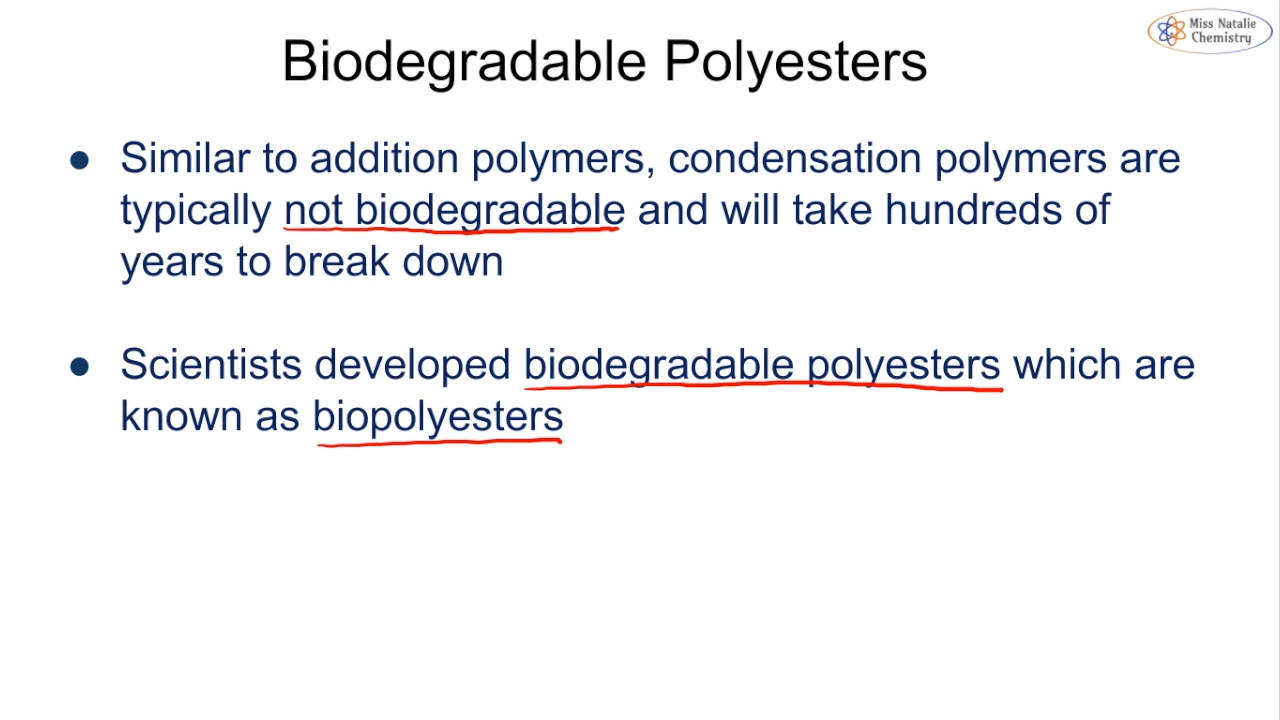 Miss Natalie
Chemistry
Biodegradable Polyesters
● Similar to addition polymers, condensation polymers are
typically not biodegradable and will take hundreds of
years to break down
● Scientists developed biodegradable polyesters which are
known as biopolyesters